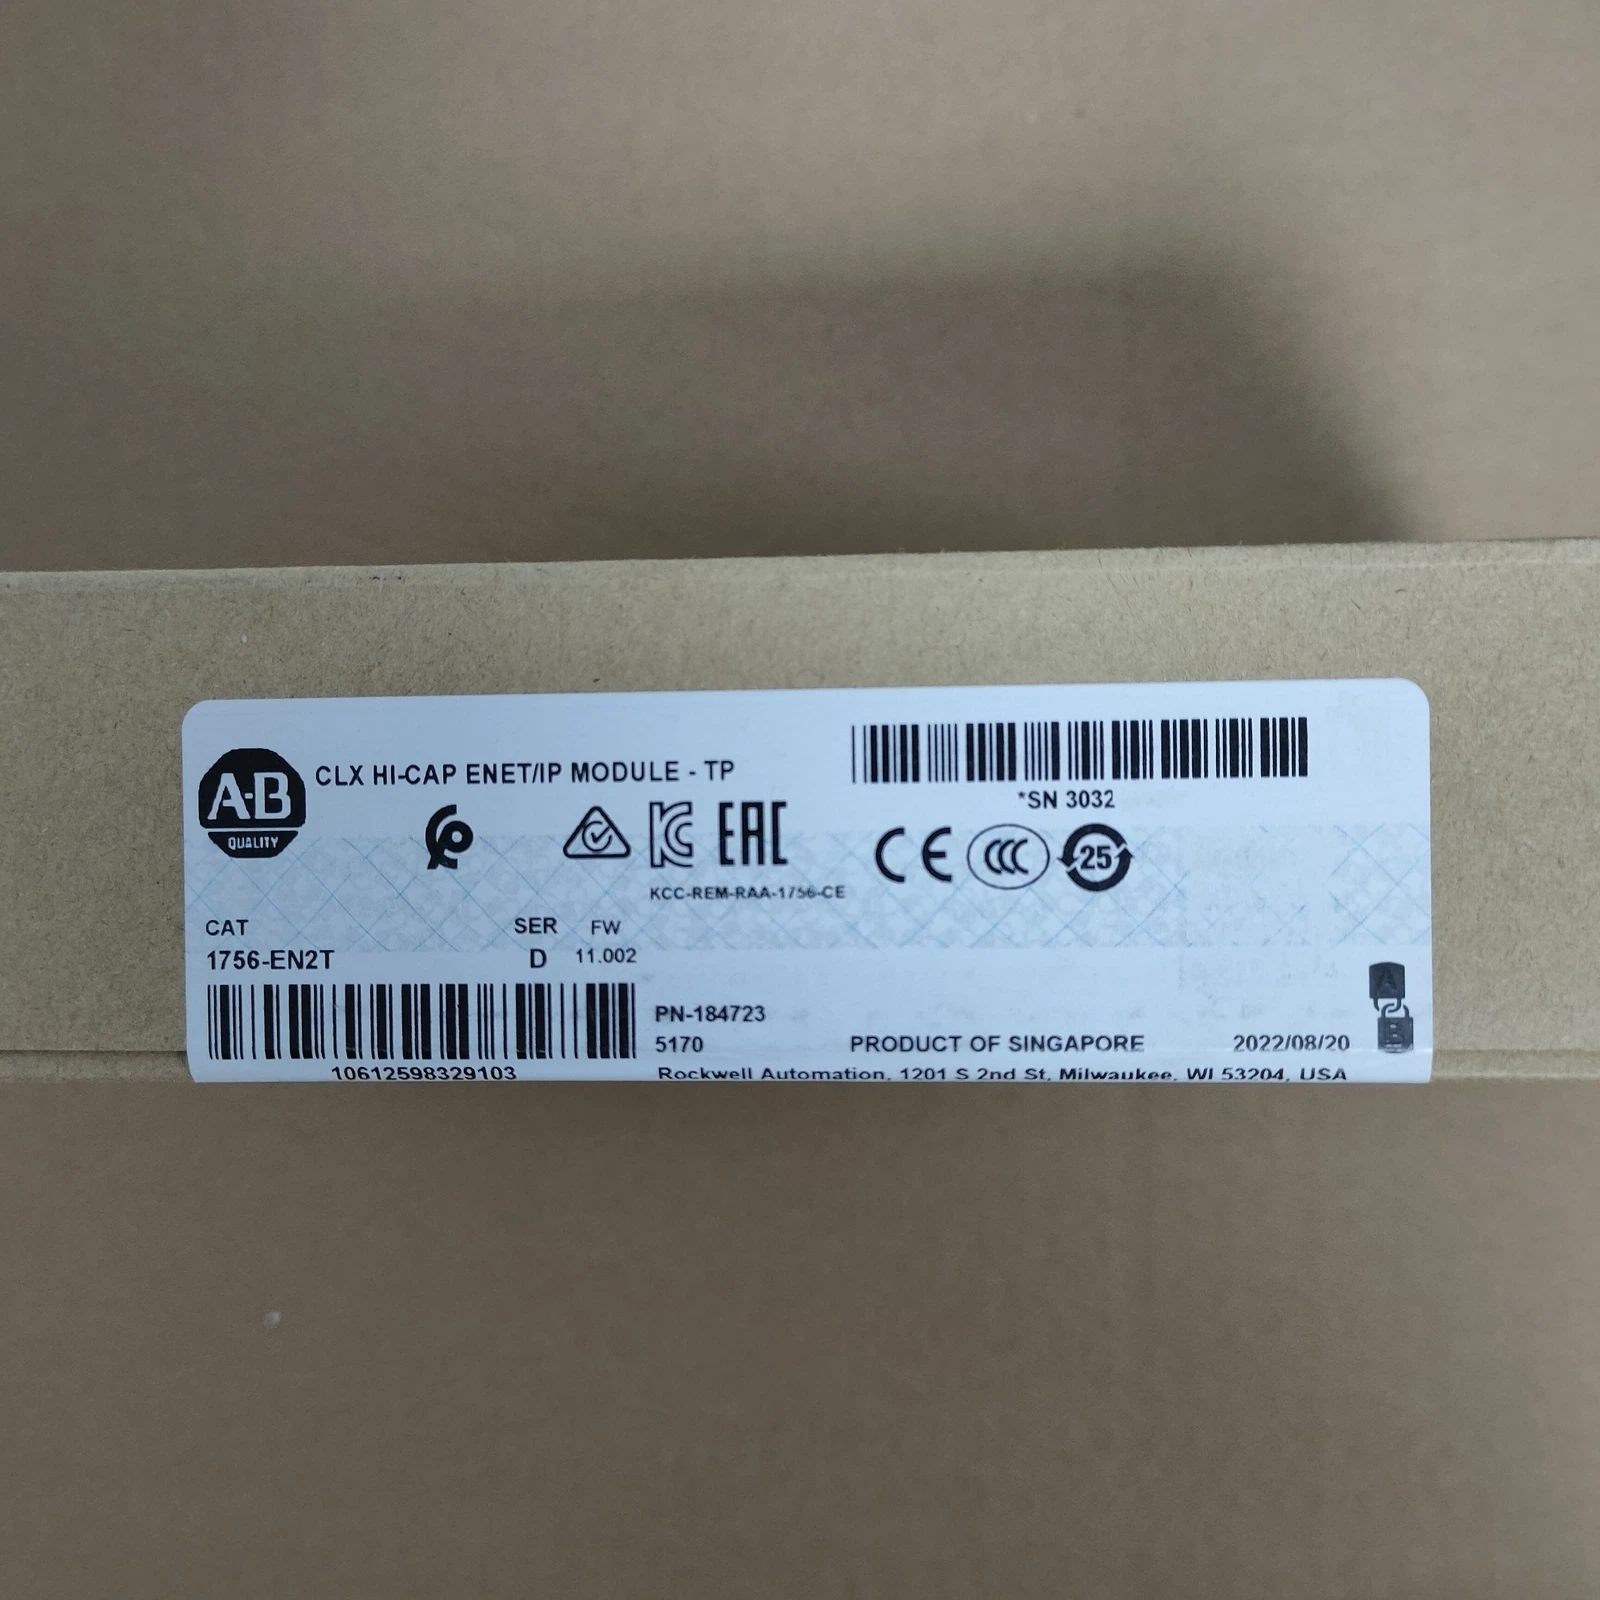 A-B
QUALITY
CLX HI-CAP ENET/IP MODULE - TP
*SN 3032
EAC
CE
CCC
25
KCC-REM-RAA-1756-CE
CAT SER FW
1756-EN2T D 11.002
A
B
PN-184723
5170 PRODUCT OF SINGAPORE 2022/08/20
10612598329103 Rockwell Automation, 1201 S 2nd St, Milwaukee, WI 53204, USA